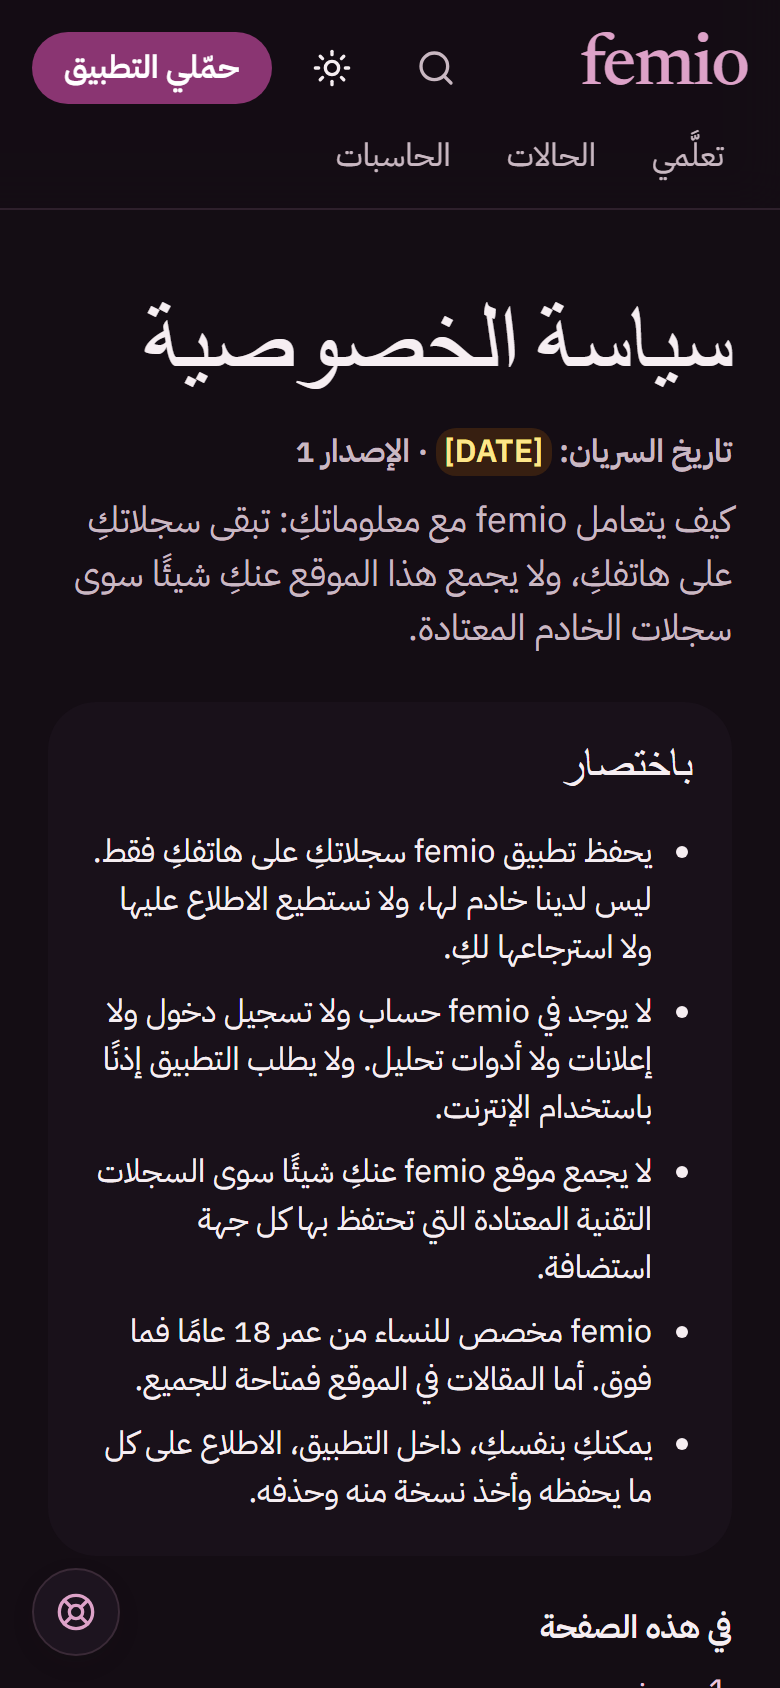 femio
حمّلي التطبيق
تعلَّمي
الحالات
الحاسبات
سياسة الخصوصية
تاريخ السريان: [DATE] · الإصدار 1
كيف يتعامل femio مع معلوماتكِ: تبقى سجلاتكِ
على هاتفكِ، ولا يجمع هذا الموقع عنكِ شيئًا سوى
سجلات الخادم المعتادة.
باختصار
يحفظ تطبيق femio سجلاتكِ على هاتفكِ فقط.
ليس لدينا خادم لها، ولا نستطيع الاطلاع عليها
ولا استرجاعها لكِ.
لا يوجد في femio حساب ولا تسجيل دخول ولا
إعلانات ولا أدوات تحليل. ولا يطلب التطبيق إذنًا
باستخدام الإنترنت.
لا يجمع موقع femio عنكِ شيئًا سوى السجلات
التقنية المعتادة التي تحتفظ بها كل جهة
استضافة.
femio مخصص للنساء من عمر 18 عامًا فما
فوق. أما المقالات في الموقع فمتاحة للجميع.
يمكنكِ بنفسكِ، داخل التطبيق، الاطلاع على كل
ما يحفظه وأخذ نسخة منه وحذفه.
في هذه الصفحة